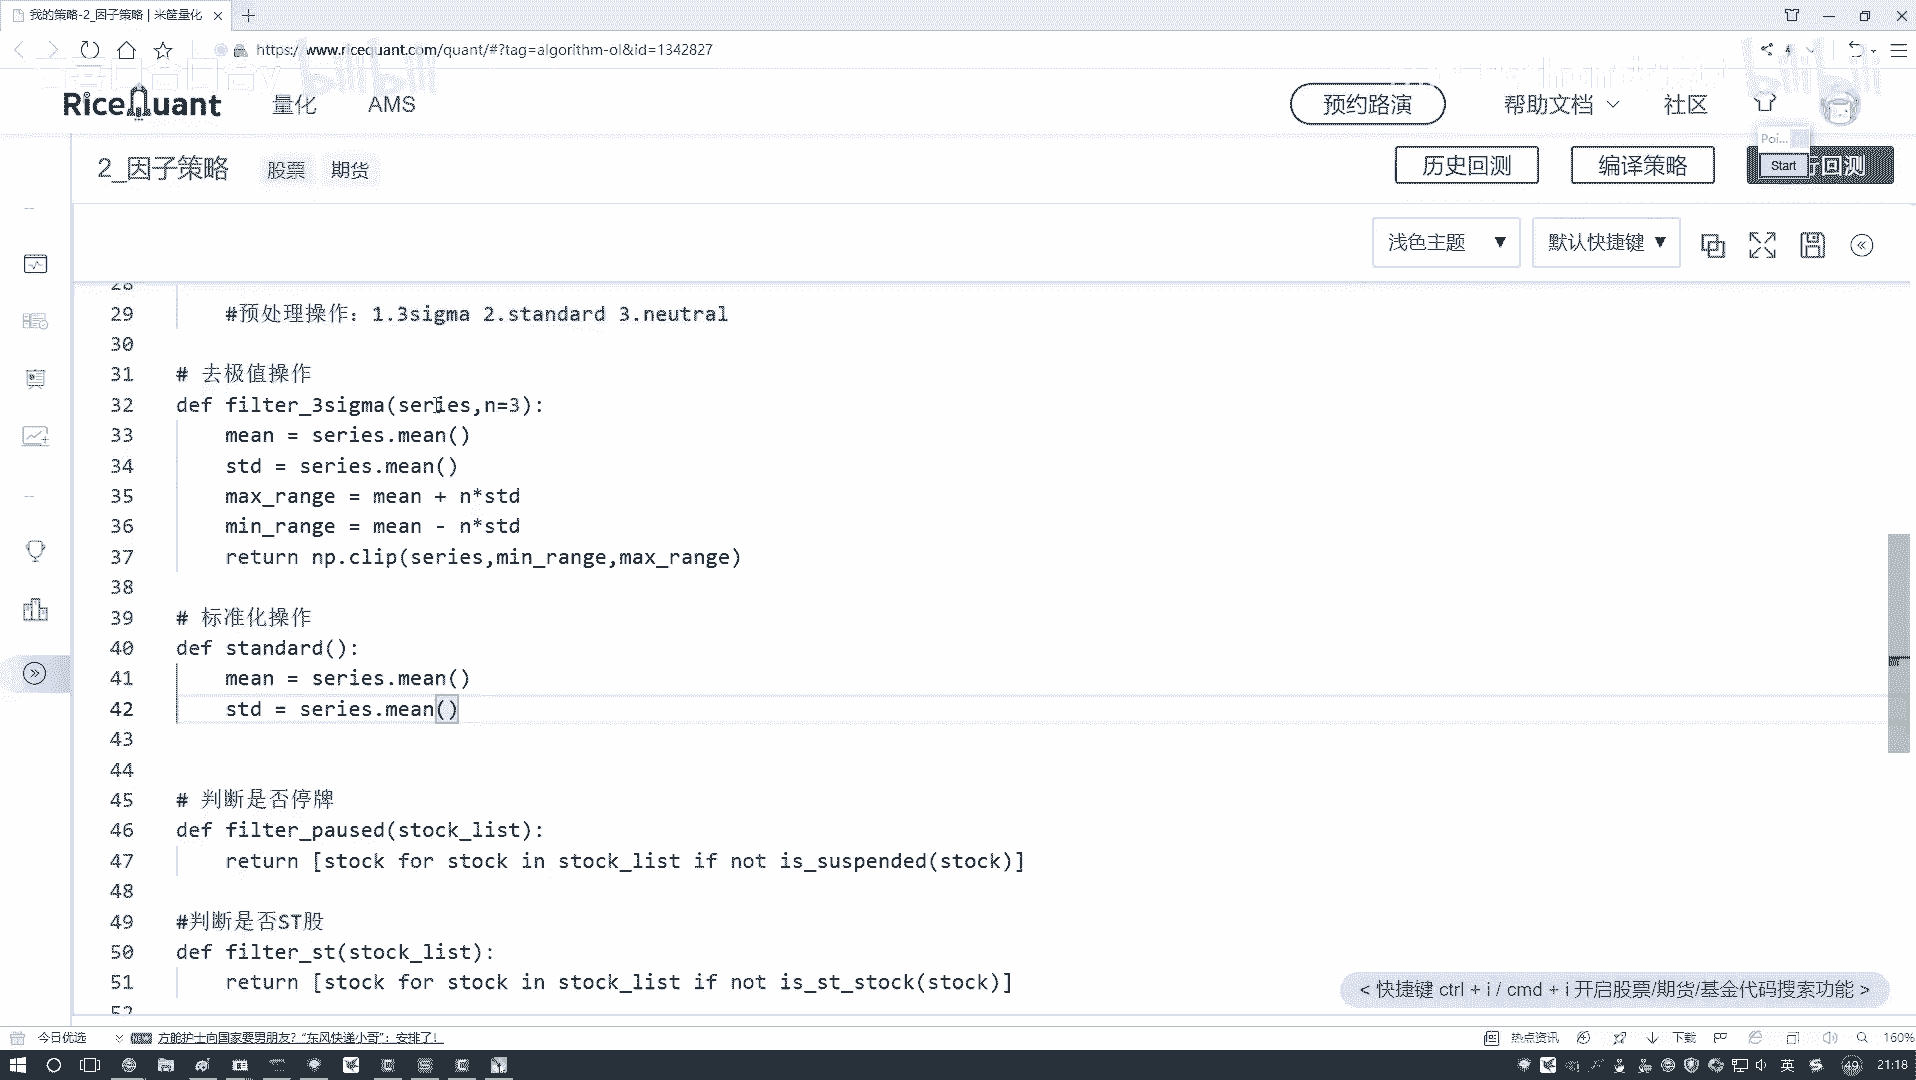 我的策略-2_因子策略 | 米筐量化
https://www.ricequant.com/quant/#?tag=algorithm-ol&id=1342827
bilibili
RiceQuant 量化 AMS 预约路演 帮助文档 社区
Poi...
2_因子策略 股票 期货 历史回测 编译策略 Start 回测
浅色主题 ▼ 默认快捷键 ▼
28
29 #预处理操作：1.3sigma 2.standard 3.neutral
30
31 # 去极值操作
32 def filter_3sigma(series,n=3):
33 mean = series.mean()
34 std = series.mean()
35 max_range = mean + n*std
36 min_range = mean - n*std
37 return np.clip(series,min_range,max_range)
38
39 # 标准化操作
40 def standard():
41 mean = series.mean()
42 std = series.mean()
43
44
45 # 判断是否停牌
46 def filter_paused(stock_list):
47 return [stock for stock in stock_list if not is_suspended(stock)]
48
49 #判断是否ST股
50 def filter_st(stock_list):
51 return [stock for stock in stock_list if not is_st_stock(stock)]
52
< 快捷键 ctrl + i / cmd + i 开启股票/期货/基金代码搜索功能 >
今日优选 方舱护士向国家要男朋友？“东风快递小哥”：安排了！ 热点资讯 下载 160%
英 49 21:18